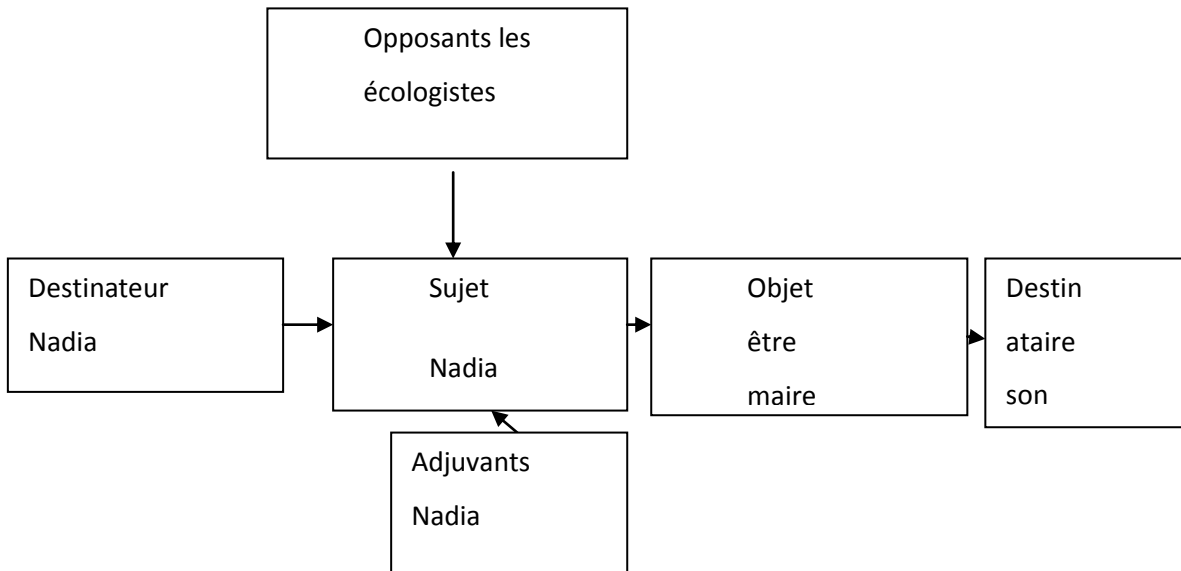 Opposants les
écologistes
Destinateur
Nadia
Sujet
Nadia
Objet
être
maire
Destin
ataire
son
Adjuvants
Nadia